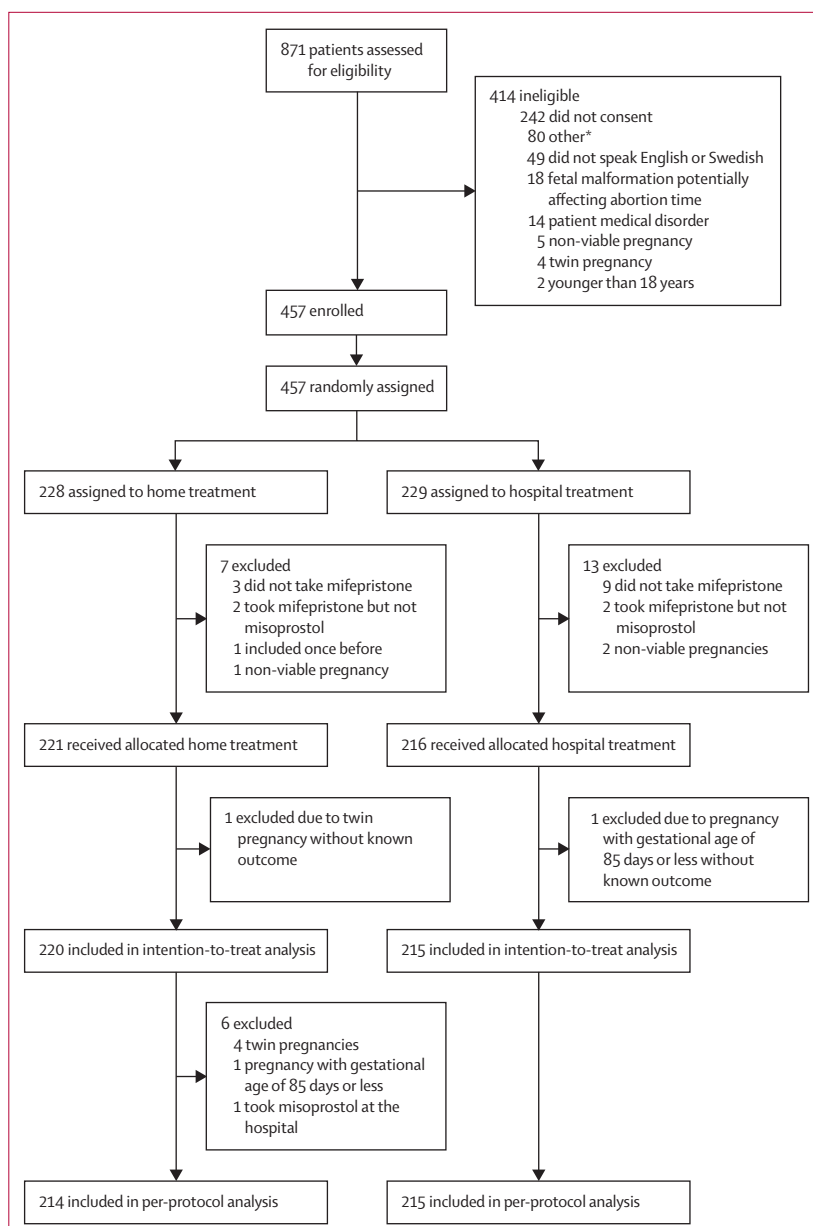 871 patients assessed
for eligibility
414 ineligible
242 did not consent
80 other*
49 did not speak English or Swedish
18 fetal malformation potentially
affecting abortion time
14 patient medical disorder
5 non-viable pregnancy
4 twin pregnancy
2 younger than 18 years
457 enrolled
457 randomly assigned
228 assigned to home treatment
229 assigned to hospital treatment
7 excluded
3 did not take mifepristone
2 took mifepristone but not
misoprostol
1 included once before
1 non-viable pregnancy
13 excluded
9 did not take mifepristone
2 took mifepristone but not
misoprostol
2 non-viable pregnancies
221 received allocated home treatment
216 received allocated hospital treatment
1 excluded due to twin
pregnancy without known
outcome
1 excluded due to pregnancy
with gestational age of
85 days or less without
known outcome
220 included in intention-to-treat analysis
215 included in intention-to-treat analysis
6 excluded
4 twin pregnancies
1 pregnancy with gestational
age of 85 days or less
1 took misoprostol at the
hospital
214 included in per-protocol analysis
215 included in per-protocol analysis